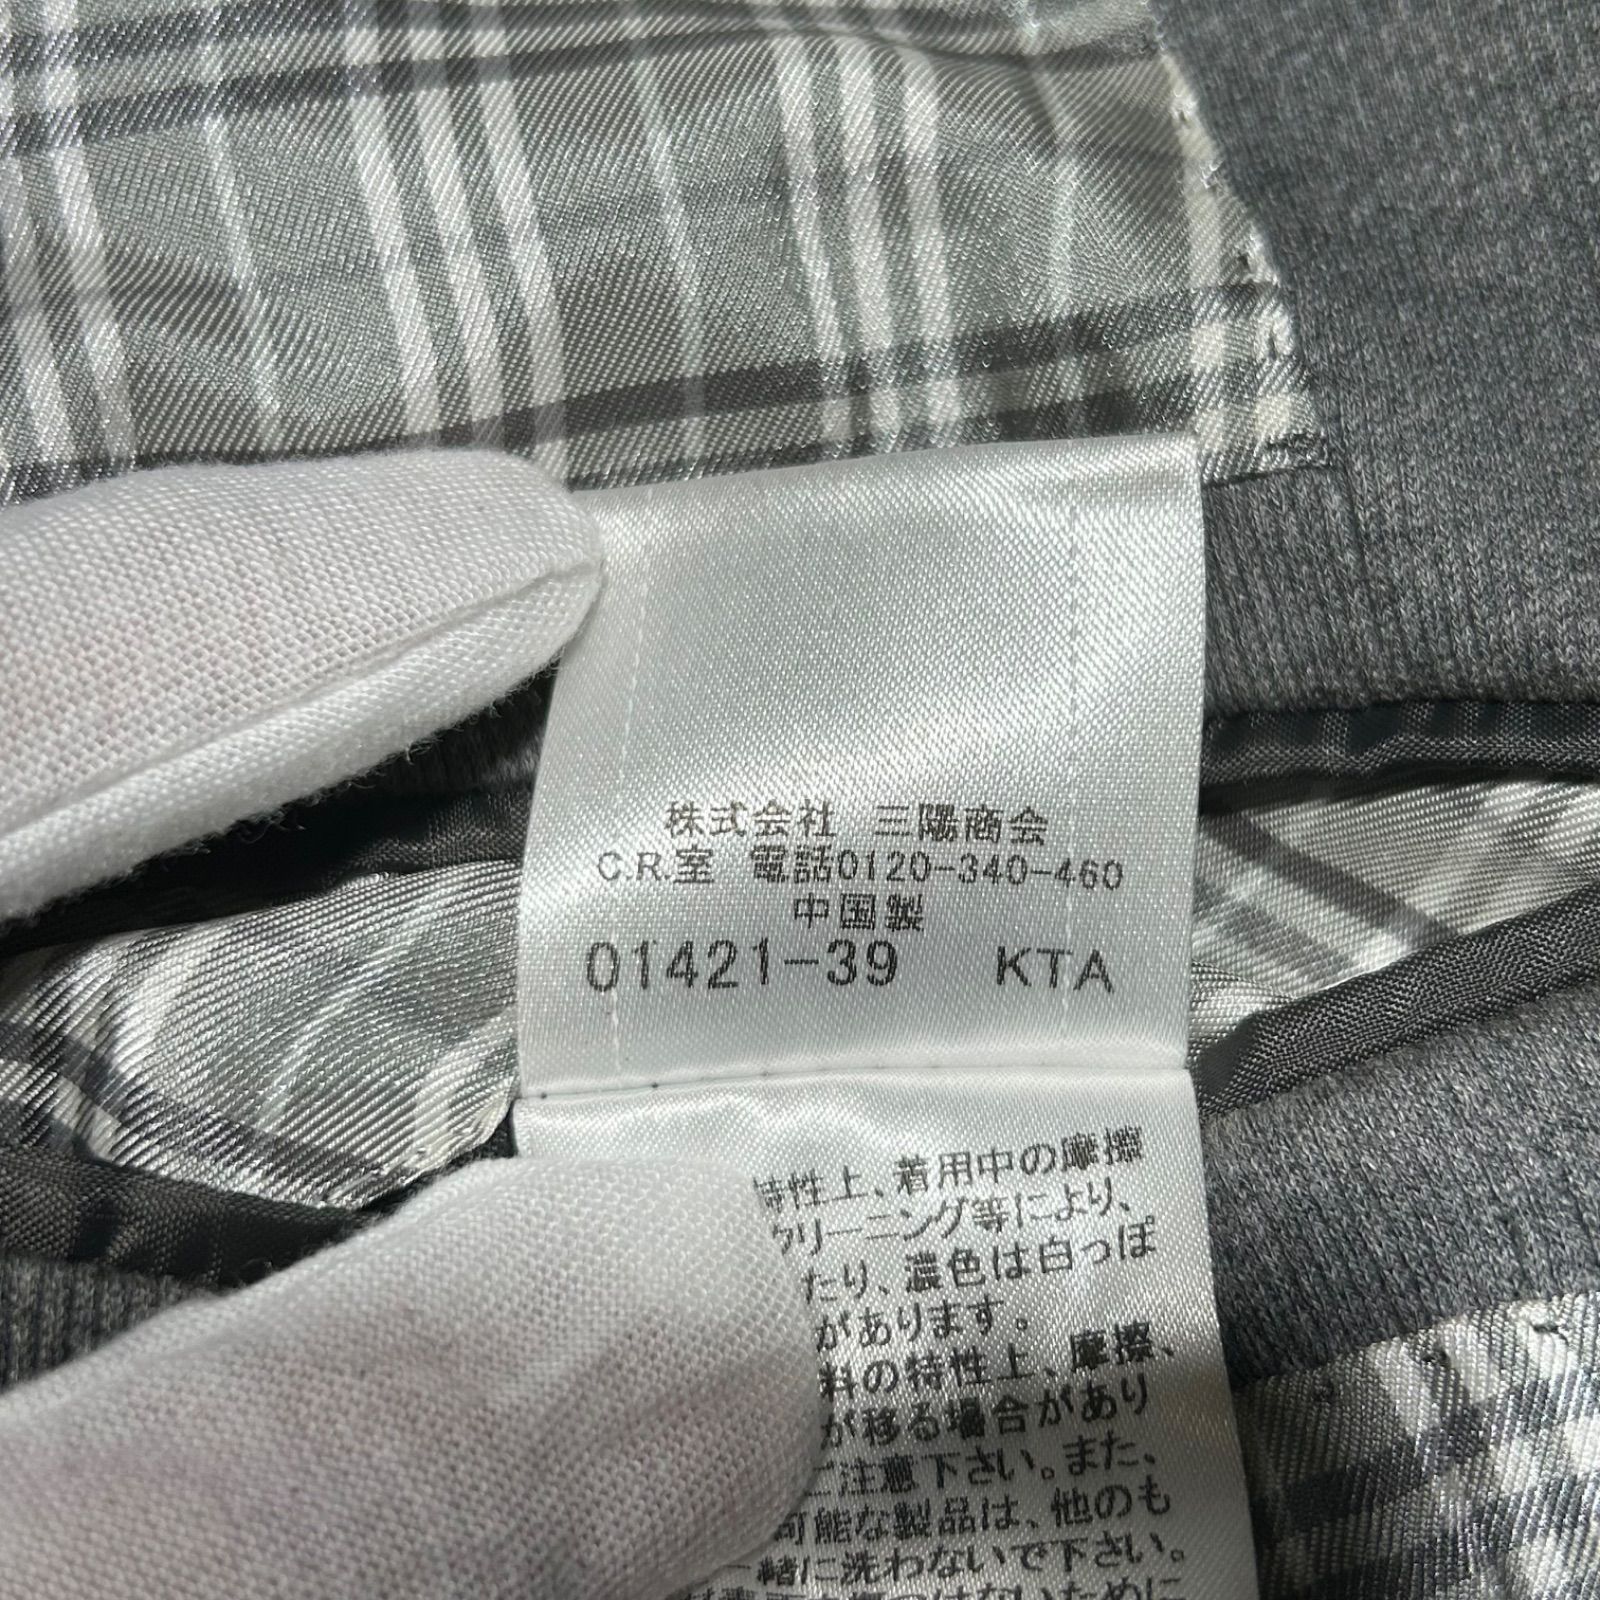 株式会社 三陽商会
C.R.室 電話0120-340-460
中国製
01421-39 KTA
特性上、着用中の摩擦
クリーニング等により、
たり、濃色は白っぽ
があります。
料の特性上、摩擦、
が移る場合があり
ご注意下さい。また、
可能な製品は、他のも
一緒に洗わないで下さい。